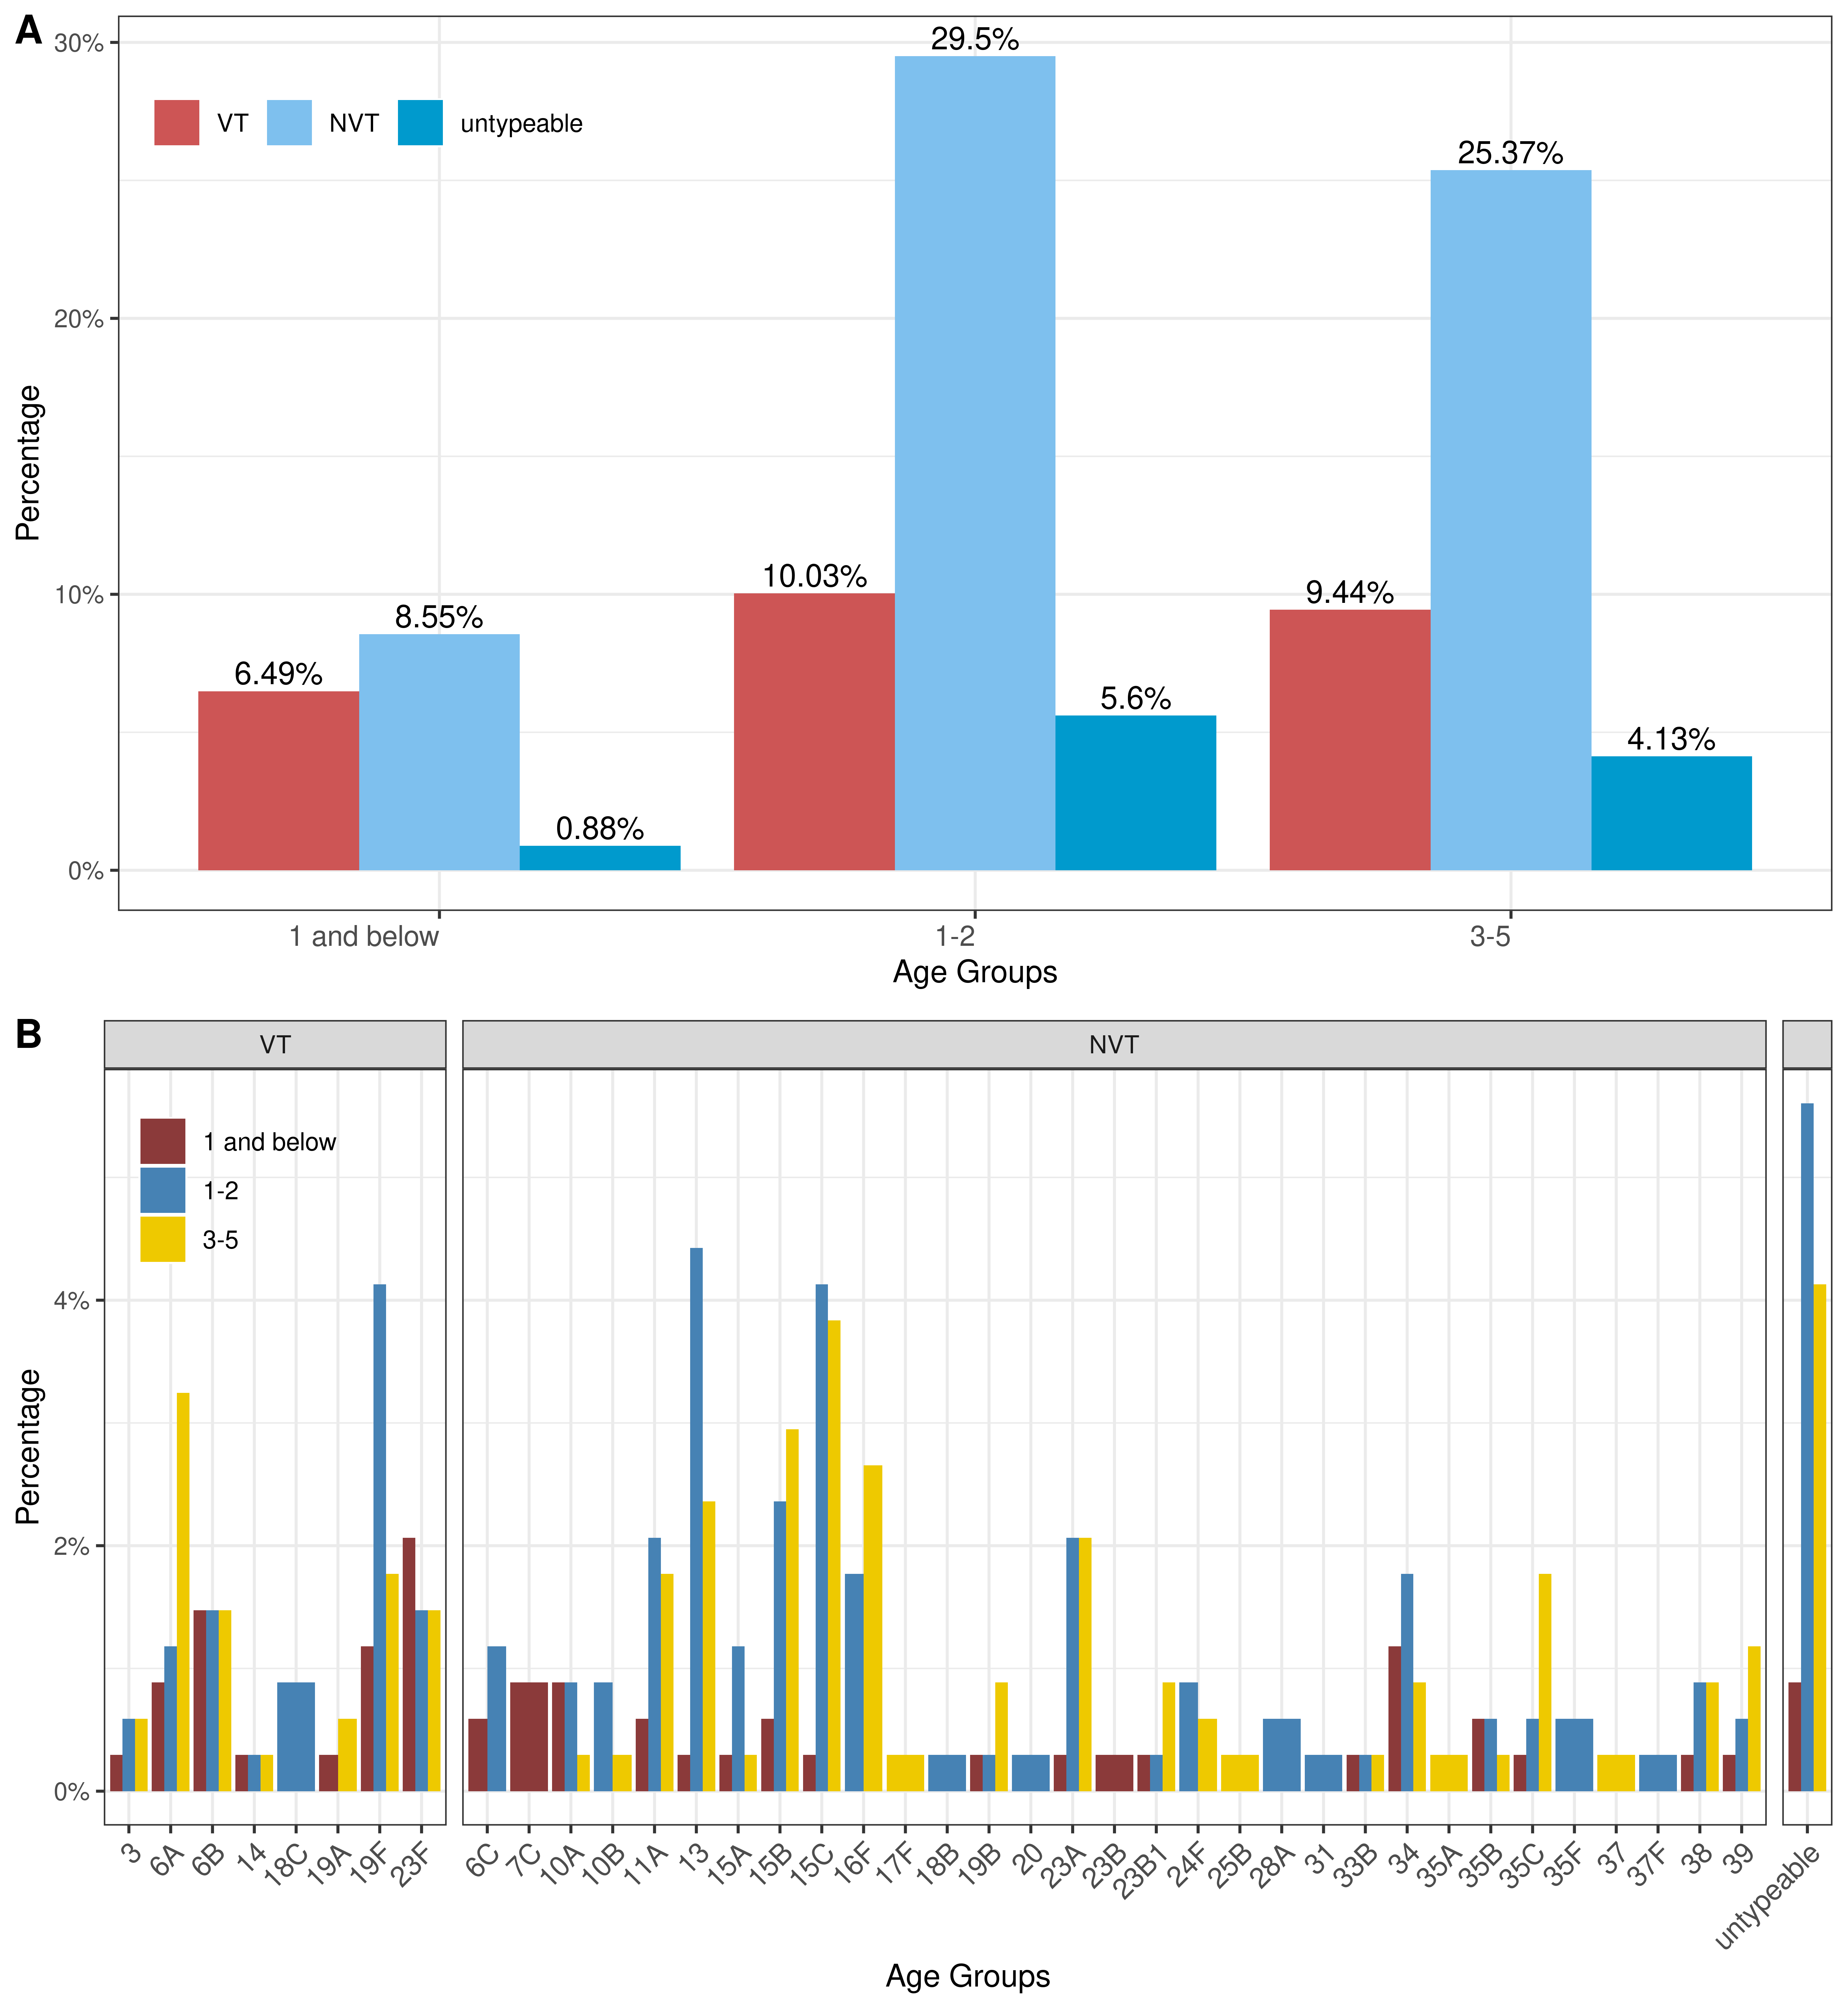 A
30%
20%
10%
0%
Percentage
VT NVT untypeable
6.49%
8.55%
0.88%
10.03%
29.5%
5.6%
9.44%
25.37%
4.13%
1 and below 1-2 3-5
Age Groups
B
VT NVT
1 and below
1-2
3-5
4%
2%
0%
Percentage
3 6A 6B 14 18C 19A 19F 23F 6C 7C 10A 10B 11A 13 15A 15B 15C 16F 17F 18B 19B 20 23A 23B 23B1 24F 25B 28A 31 33B 34 35A 35B 35C 35F 37 37F 38 39 untypeable
Age Groups